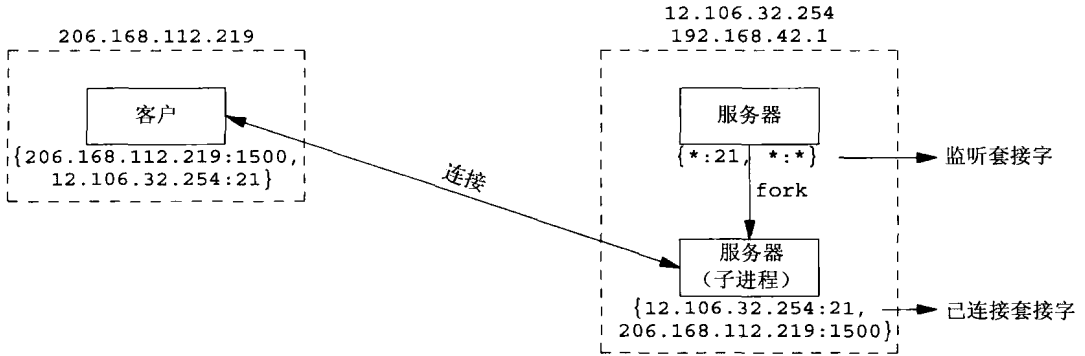 206.168.112.219
客户
{206.168.112.219:1500,
12.106.32.254:21}
连接
12.106.32.254
192.168.42.1
服务器
{*:21, *:*}
监听套接字
fork
服务器
（子进程）
{12.106.32.254:21,
206.168.112.219:1500}
已连接套接字